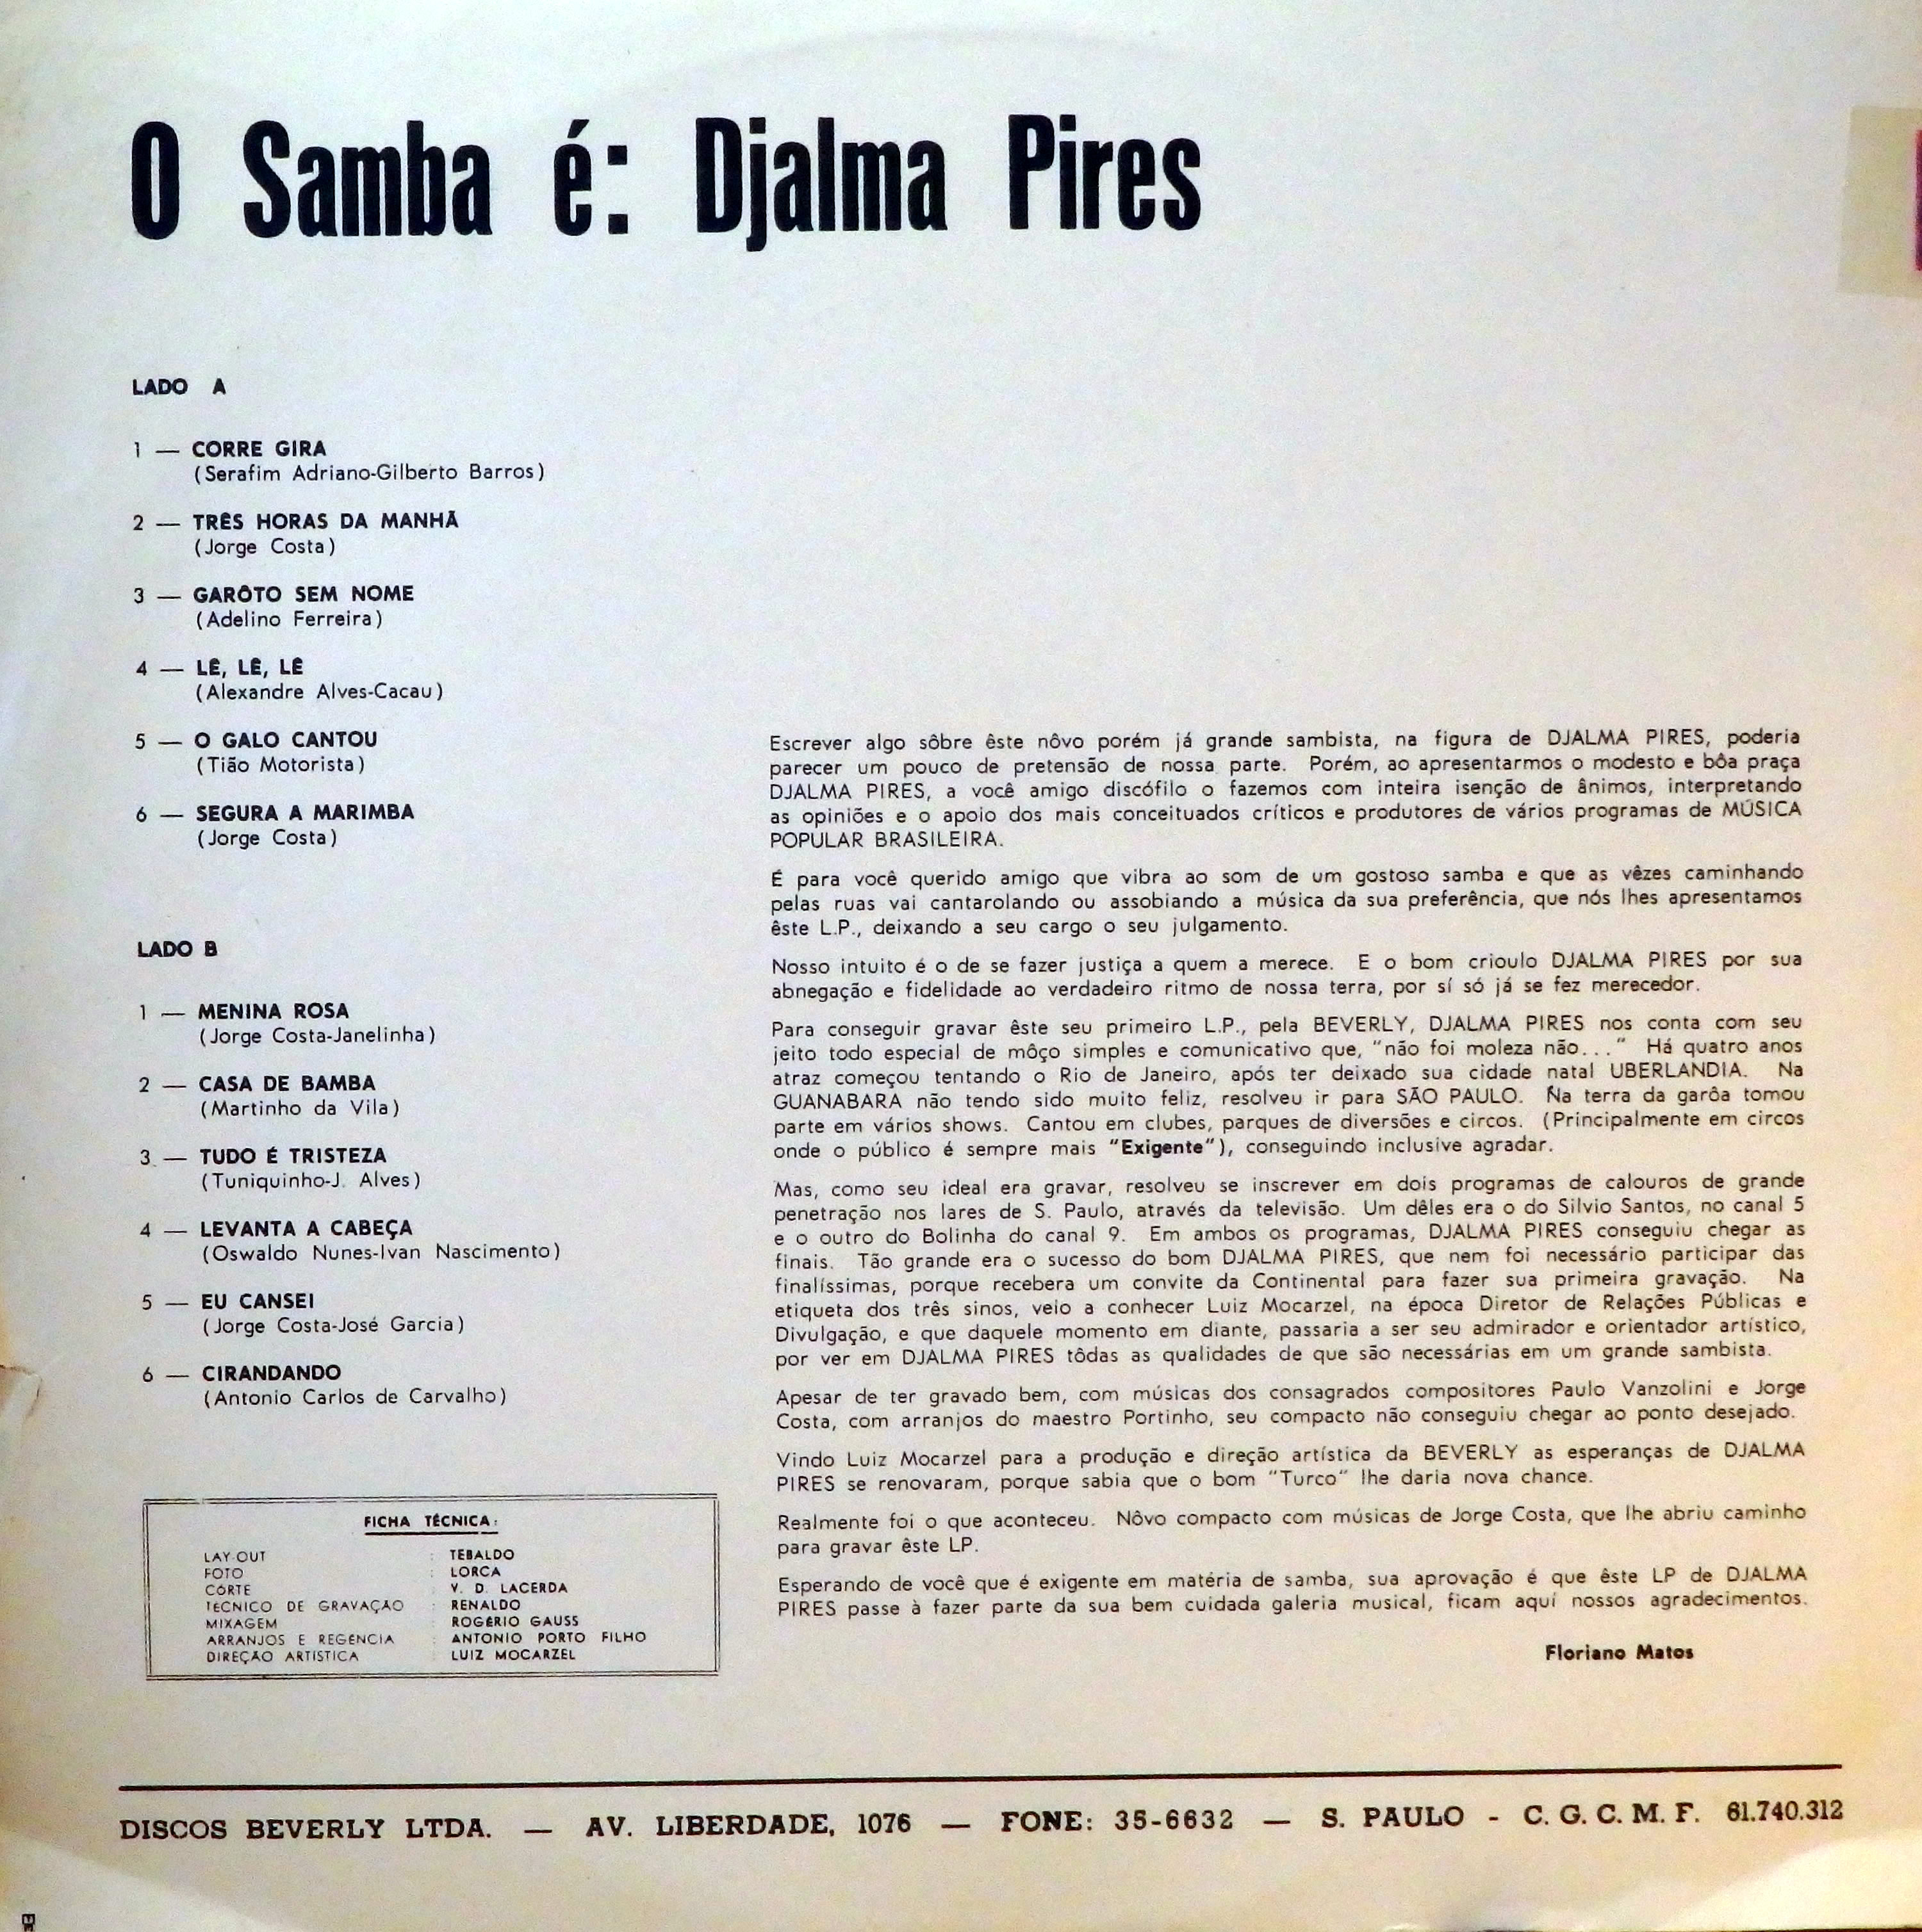 O Samba é: Djalma Pires
LADO A
1 — CORRE GIRA
(Serafim Adriano-Gilberto Barros)
2 — TRÊS HORAS DA MANHÃ
(Jorge Costa)
3 — GARÔTO SEM NOME
(Adelino Ferreira)
4 — LÊ, LÊ, LÊ
(Alexandre Alves-Cacau)
5 — O GALO CANTOU
(Tião Motorista)
6 — SEGURA A MARIMBA
(Jorge Costa)
LADO B
1 — MENINA ROSA
(Jorge Costa-Janelinha)
2 — CASA DE BAMBA
(Martinho da Vila)
3 — TUDO É TRISTEZA
(Tuniquinho-J. Alves)
4 — LEVANTA A CABEÇA
(Oswaldo Nunes-Ivan Nascimento)
5 — EU CANSEI
(Jorge Costa-José Garcia)
6 — CIRANDANDO
(Antonio Carlos de Carvalho)
FICHA TÉCNICA:
LAY-OUT : TEBALDO
FOTO : LORCA
CÓRTE : V. D. LACERDA
TÉCNICO DE GRAVAÇÃO : RENALDO
MIXAGEM : ROGÉRIO GAUSS
ARRANJOS E REGÊNCIA : ANTONIO PORTO FILHO
DIREÇÃO ARTÍSTICA : LUIZ MOCARZEL
Escrever algo sôbre êste nôvo porém já grande sambista, na figura de DJALMA PIRES, poderia
parecer um pouco de pretensão de nossa parte. Porém, ao apresentarmos o modesto e bôa praça
DJALMA PIRES, a você amigo discófilo o fazemos com inteira isenção de ânimos, interpretando
as opiniões e o apoio dos mais conceituados críticos e produtores de vários programas de MÚSICA
POPULAR BRASILEIRA.
É para você querido amigo que vibra ao som de um gostoso samba e que as vêzes caminhando
pelas ruas vai cantarolando ou assobiando a música da sua preferência, que nós lhes apresentamos
êste L.P., deixando a seu cargo o seu julgamento.
Nosso intuito é o de se fazer justiça a quem a merece. E o bom crioulo DJALMA PIRES por sua
abnegação e fidelidade ao verdadeiro ritmo de nossa terra, por sí só já se fez merecedor.
Para conseguir gravar êste seu primeiro L.P., pela BEVERLY, DJALMA PIRES nos conta com seu
jeito todo especial de môço simples e comunicativo que, "não foi moleza não..." Há quatro anos
atraz começou tentando o Rio de Janeiro, após ter deixado sua cidade natal UBERLANDIA. Na
GUANABARA não tendo sido muito feliz, resolveu ir para SÃO PAULO. Na terra da garôa tomou
parte em vários shows. Cantou em clubes, parques de diversões e circos. (Principalmente em circos
onde o público é sempre mais "Exigente"), conseguindo inclusive agradar.
Mas, como seu ideal era gravar, resolveu se inscrever em dois programas de calouros de grande
penetração nos lares de S. Paulo, através da televisão. Um dêles era o do Silvio Santos, no canal 5
e o outro do Bolinha do canal 9. Em ambos os programas, DJALMA PIRES conseguiu chegar as
finais. Tão grande era o sucesso do bom DJALMA PIRES, que nem foi necessário participar das
finalíssimas, porque recebera um convite da Continental para fazer sua primeira gravação. Na
etiqueta dos três sinos, veio a conhecer Luiz Mocarzel, na época Diretor de Relações Públicas e
Divulgação, e que daquele momento em diante, passaria a ser seu admirador e orientador artístico,
por ver em DJALMA PIRES tôdas as qualidades de que são necessárias em um grande sambista.
Apesar de ter gravado bem, com músicas dos consagrados compositores Paulo Vanzolini e Jorge
Costa, com arranjos do maestro Portinho, seu compacto não conseguiu chegar ao ponto desejado.
Vindo Luiz Mocarzel para a produção e direção artística da BEVERLY as esperanças de DJALMA
PIRES se renovaram, porque sabia que o bom "Turco" lhe daria nova chance.
Realmente foi o que aconteceu. Nôvo compacto com músicas de Jorge Costa, que lhe abriu caminho
para gravar êste LP.
Esperando de você que é exigente em matéria de samba, sua aprovação é que êste LP de DJALMA
PIRES passe à fazer parte da sua bem cuidada galeria musical, ficam aquí nossos agradecimentos.
Floriano Matos
DISCOS BEVERLY LTDA. — AV. LIBERDADE, 1076 — FONE: 35-6632 — S. PAULO - C. G. C. M. F. 61.740.312